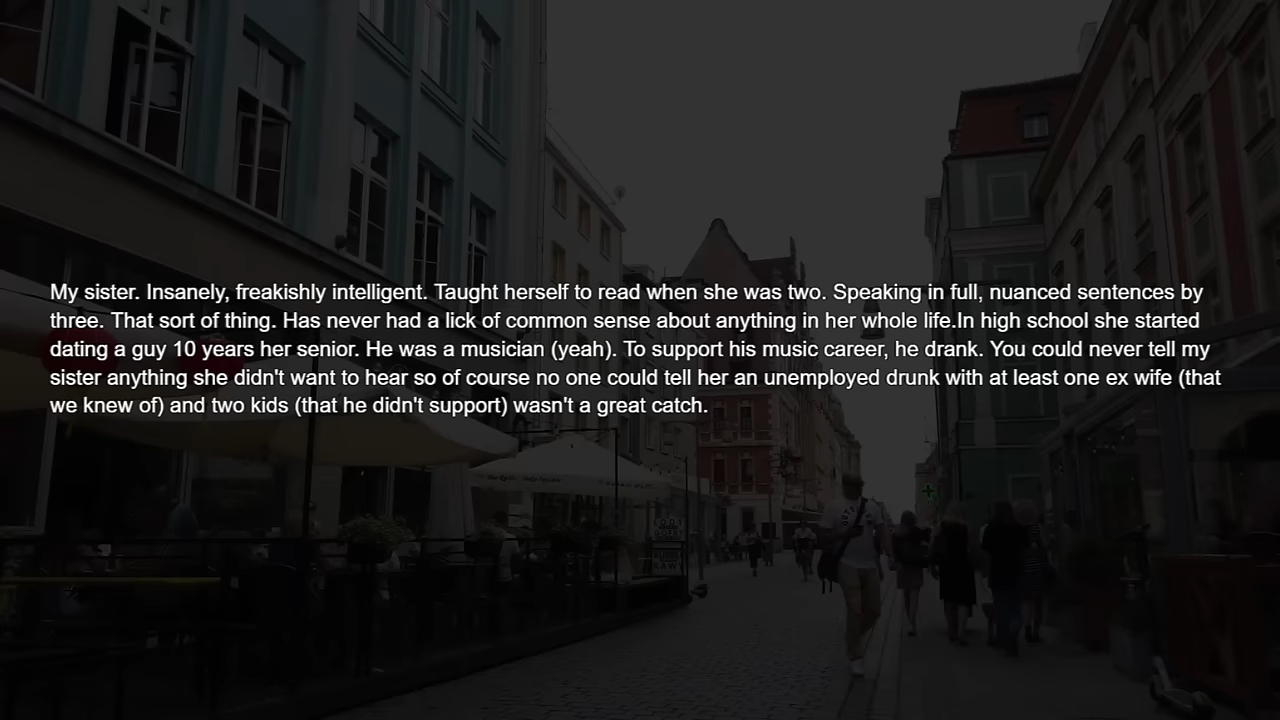 My sister. Insanely, freakishly intelligent. Taught herself to read when she was two. Speaking in full, nuanced sentences by
three. That sort of thing. Has never had a lick of common sense about anything in her whole life.In high school she started
dating a guy 10 years her senior. He was a musician (yeah). To support his music career, he drank. You could never tell my
sister anything she didn't want to hear so of course no one could tell her an unemployed drunk with at least one ex wife (that
we knew of) and two kids (that he didn't support) wasn't a great catch.